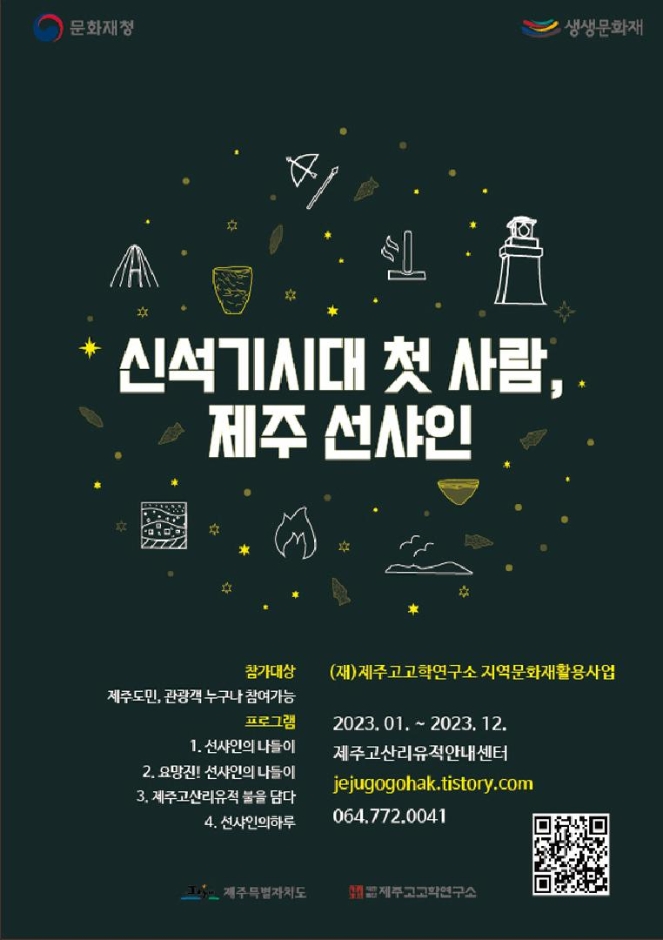 문화재청
생생문화재
신석기시대 첫 사람,
제주 선샤인
참가대상
제주도민, 관광객 누구나 참여가능
프로그램
1. 선샤인의 나들이
2. 요망진! 선샤인의 나들이
3. 제주고산리유적 불을 담다
4. 선샤인의하루
(재)제주고고학연구소 지역문화재활용사업
2023. 01. ~ 2023. 12.
제주고산리유적안내센터
jejugogohak.tistory.com
064.772.0041
제주특별자치도
제주고고학연구소